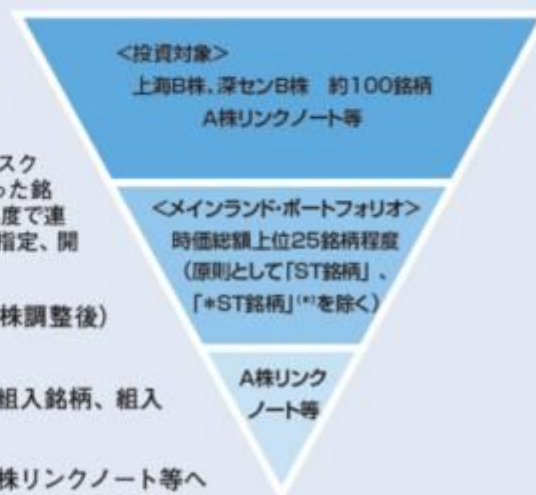 <投資対象>
上海B株、深センB株　約100銘柄
A株リンクノート等
スク
った銘
度で連
指定、開
<メインランド・ポートフォリオ>
時価総額上位25銘柄程度
(原則として「ST銘柄」、
「*ST銘柄」(*)を除く)
株調整後)
A株リンク
ノート等
組入銘柄、組入
株リンクノート等へ